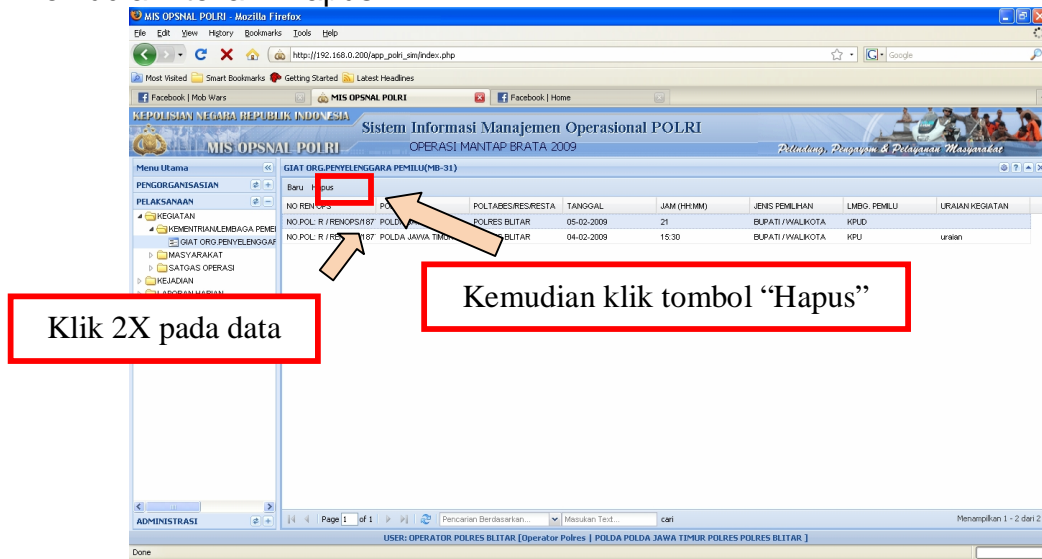 MIS OPSNAL POLRI - Mozilla Firefox
File Edit View History Bookmarks Tools Help
http://192.168.0.200/app_polri_sim/index.php
Google
Most Visited Smart Bookmarks Getting Started Latest Headlines
Facebook | Mob Wars MIS OPSNAL POLRI Facebook | Home
KEPOLISIAN NEGARA REPUBLIK INDONESIA
MIS OPSNAL POLRI
Sistem Informasi Manajemen Operasional POLRI
OPERASI MANTAP BRATA 2009
Pelindung, Pengayom & Pelayanan Masyarakat
Menu Utama
GIAT ORG.PENYELENGGARA PEMILU(MB-31)
PENGORGANISASIAN
Baru Hapus
PELAKSANAAN
NO REN OPS POLTABES/RES/RESTA TANGGAL JAM (HH:MM) JENIS PEMILIHAN LMBG. PEMILU URAIAN KEGIATAN
KEGIATAN
NO.POL: R / RENOPS/187 POLRES BLITAR 05-02-2009 21 BUPATI / WALIKOTA KPUD
KEMENTRIAN/LEMBAGA PEME
NO.POL: R / POLDA JAWA TIMUR BLITAR 04-02-2009 15:30 BUPATI / WALIKOTA KPU uraian
GIAT ORG.PENYELENGGAR
MASYARAKAT
SATGAS OPERASI
KEJADIAN
Klik 2X pada data
Kemudian klik tombol “Hapus”
ADMINISTRASI
Page 1 of 1 Pencarian Berdasarkan... Masukan Text... cari Menampilkan 1 - 2 dari 2
USER: OPERATOR POLRES BLITAR [Operator Polres | POLDA POLDA JAWA TIMUR POLRES POLRES BLITAR ]
Done